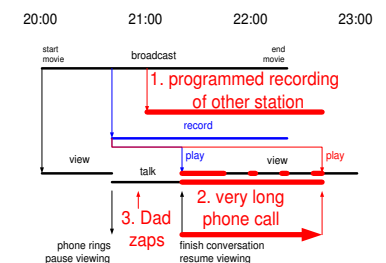 20:00 21:00 22:00 23:00
start
movie
broadcast
end
movie
1. programmed recording
of other station
record
view
play
view
play
talk
2. very long
phone call
3. Dad
zaps
phone rings
pause viewing
finish conversation
resume viewing